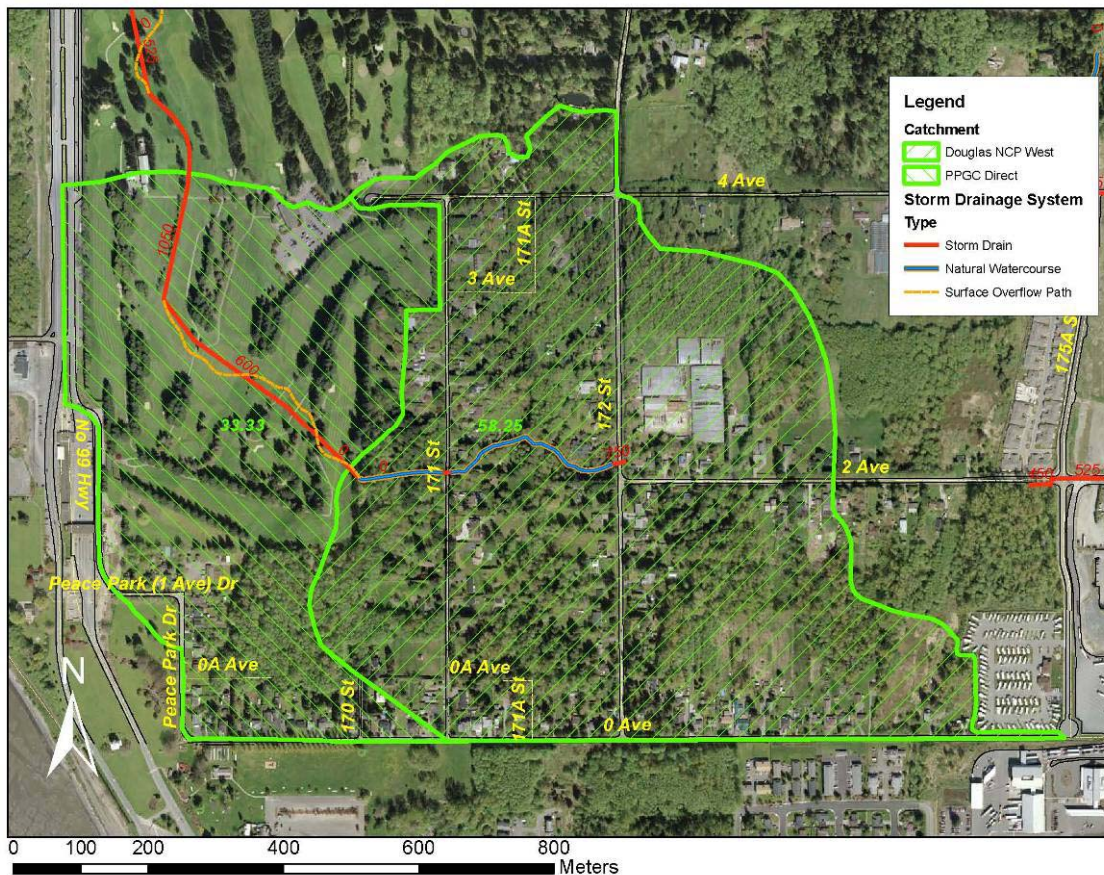 525
Legend
Catchment
Douglas NCP West
PPGC Direct
Storm Drainage System
Type
Storm Drain
Natural Watercourse
Surface Overflow Path
4 Ave
171A St
1050
3 Ave
600
175A S
172 St
33.33
58.25
171 St
No 99 Hwy
2 Ave
450
525
Peace Park (1 Ave) Dr
Peace Park Dr
0A Ave
0A Ave
170 St
171A St
0 Ave
N
0 100 200 400 600 800
Meters